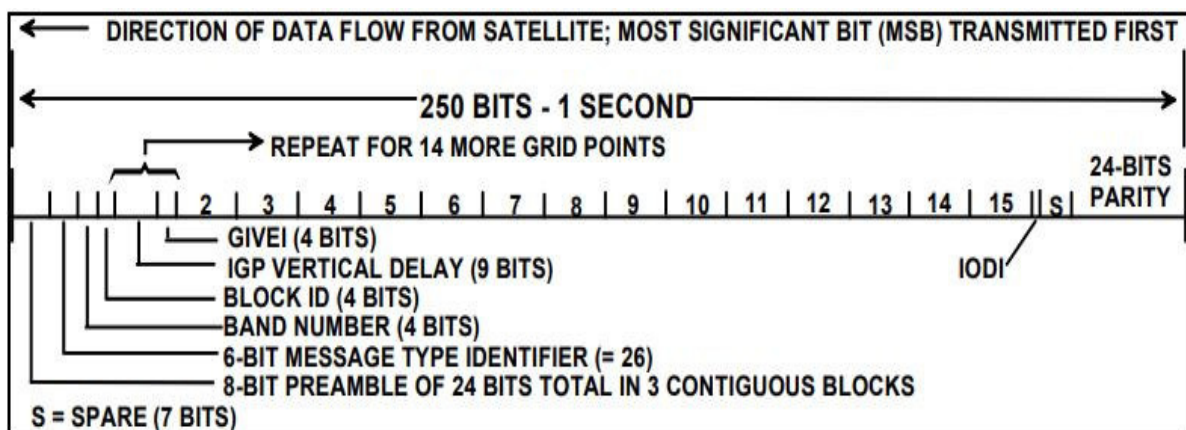 DIRECTION OF DATA FLOW FROM SATELLITE; MOST SIGNIFICANT BIT (MSB) TRANSMITTED FIRST
250 BITS - 1 SECOND
REPEAT FOR 14 MORE GRID POINTS
24-BITS
PARITY
2 3 4 5 6 7 8 9 10 11 12 13 14 15 S
GIVEI (4 BITS)
IGP VERTICAL DELAY (9 BITS)
IODI
BLOCK ID (4 BITS)
BAND NUMBER (4 BITS)
6-BIT MESSAGE TYPE IDENTIFIER (= 26)
8-BIT PREAMBLE OF 24 BITS TOTAL IN 3 CONTIGUOUS BLOCKS
S = SPARE (7 BITS)